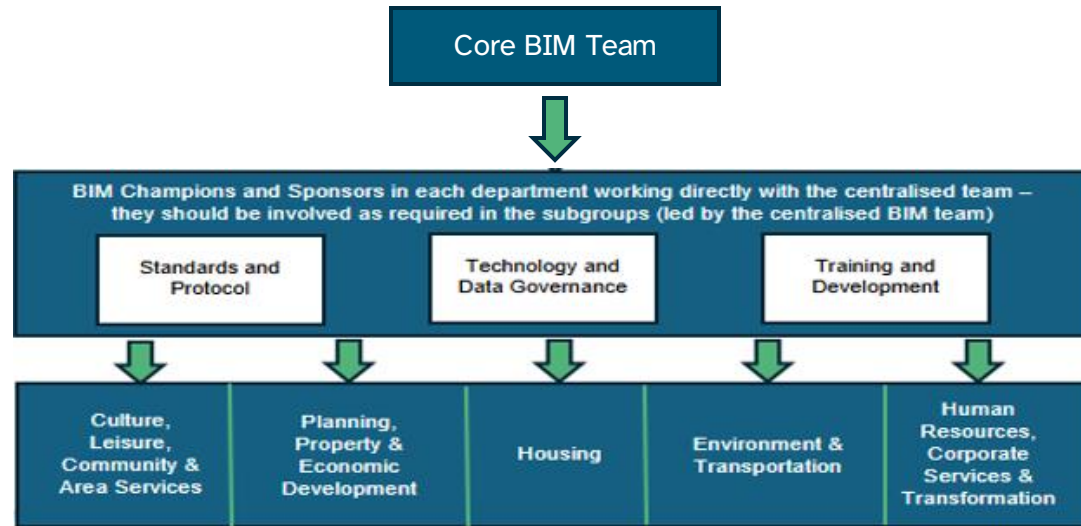 Core BIM Team
BIM Champions and Sponsors in each department working directly with the centralised team –
they should be involved as required in the subgroups (led by the centralised BIM team)
Standards and
Protocol
Technology and
Data Governance
Training and
Development
Culture,
Leisure,
Community &
Area Services
Planning,
Property &
Economic
Development
Housing
Environment &
Transportation
Human
Resources,
Corporate
Services &
Transformation